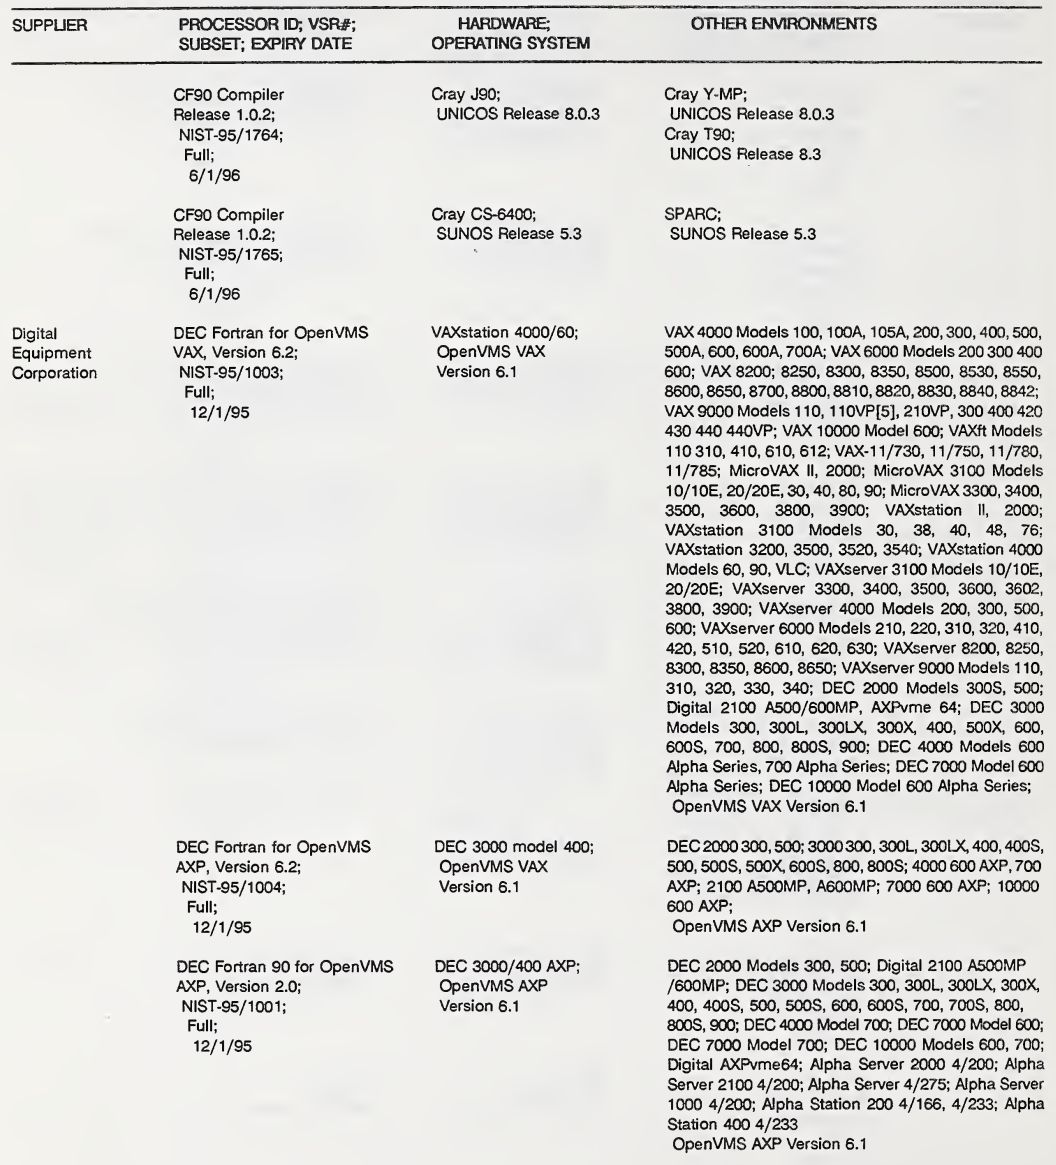 SUPPLIER PROCESSOR ID; VSR#; HARDWARE; OTHER ENVIRONMENTS
SUBSET; EXPIRY DATE OPERATING SYSTEM
CF90 Compiler Cray J90; Cray Y-MP;
Release 1.0.2; UNICOS Release 8.0.3 UNICOS Release 8.0.3
NIST-95/1764; Cray T90;
Full; UNICOS Release 8.3
6/1/96
CF90 Compiler Cray CS-6400; SPARC;
Release 1.0.2; SUNOS Release 5.3 SUNOS Release 5.3
NIST-95/1765;
Full;
6/1/96
Digital DEC Fortran for OpenVMS VAXstation 4000/60; VAX 4000 Models 100, 100A, 105A, 200, 300, 400, 500,
Equipment VAX, Version 6.2; OpenVMS VAX 500A, 600, 600A, 700A; VAX 6000 Models 200 300 400
Corporation NIST-95/1003; Version 6.1 600; VAX 8200; 8250, 8300, 8350, 8500, 8530, 8550,
Full; 8600, 8650, 8700, 8800, 8810, 8820, 8830, 8840, 8842;
12/1/95 VAX 9000 Models 110, 110VP[5], 210VP, 300 400 420
430 440 440VP; VAX 10000 Model 600; VAXft Models
110 310, 410, 610, 612; VAX-11/730, 11/750, 11/780,
11/785; MicroVAX II, 2000; MicroVAX 3100 Models
10/10E, 20/20E, 30, 40, 80, 90; MicroVAX 3300, 3400,
3500, 3600, 3800, 3900; VAXstation II, 2000;
VAXstation 3100 Models 30, 38, 40, 48, 76;
VAXstation 3200, 3500, 3520, 3540; VAXstation 4000
Models 60, 90, VLC; VAXserver 3100 Models 10/10E,
20/20E; VAXserver 3300, 3400, 3500, 3600, 3602,
3800, 3900; VAXserver 4000 Models 200, 300, 500,
600; VAXserver 6000 Models 210, 220, 310, 320, 410,
420, 510, 520, 610, 620, 630; VAXserver 8200, 8250,
8300, 8350, 8600, 8650; VAXserver 9000 Models 110,
310, 320, 330, 340; DEC 2000 Models 300S, 500;
Digital 2100 A500/600MP, AXPvme 64; DEC 3000
Models 300, 300L, 300LX, 300X, 400, 500X, 600,
600S, 700, 800, 800S, 900; DEC 4000 Models 600
Alpha Series, 700 Alpha Series; DEC 7000 Model 600
Alpha Series; DEC 10000 Model 600 Alpha Series;
OpenVMS VAX Version 6.1
DEC Fortran for OpenVMS DEC 3000 model 400; DEC 2000 300, 500; 3000 300, 300L, 300LX, 400, 400S,
AXP, Version 6.2; OpenVMS VAX 500, 500S, 500X, 600S, 800, 800S; 4000 600 AXP, 700
NIST-95/1004; Version 6.1 AXP; 2100 A500MP, A600MP; 7000 600 AXP; 10000
Full; 600 AXP;
12/1/95 OpenVMS AXP Version 6.1
DEC Fortran 90 for OpenVMS DEC 3000/400 AXP; DEC 2000 Models 300, 500; Digital 2100 A500MP
AXP, Version 2.0; OpenVMS AXP /600MP; DEC 3000 Models 300, 300L, 300LX, 300X,
NIST-95/1001; Version 6.1 400, 400S, 500, 500S, 600, 600S, 700, 700S, 800,
Full; 800S, 900; DEC 4000 Model 700; DEC 7000 Model 600;
12/1/95 DEC 7000 Model 700; DEC 10000 Models 600, 700;
Digital AXPvme64; Alpha Server 2000 4/200; Alpha
Server 2100 4/200; Alpha Server 4/275; Alpha Server
1000 4/200; Alpha Station 200 4/166, 4/233; Alpha
Station 400 4/233
OpenVMS AXP Version 6.1